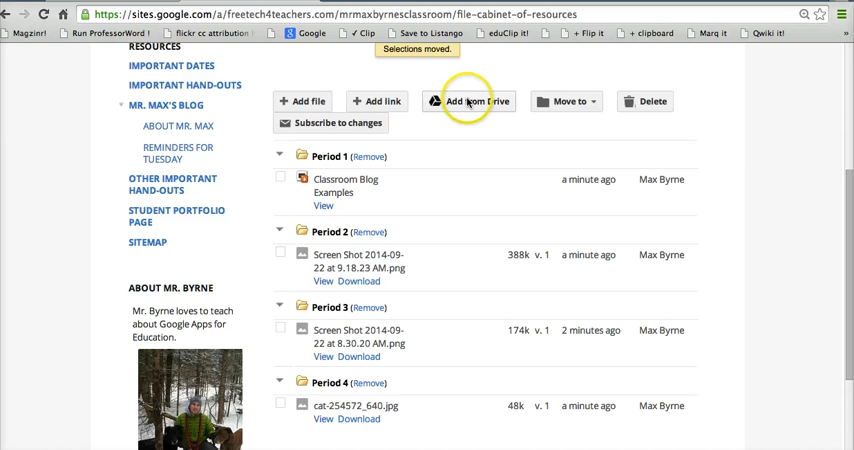 https://sites.google.com/a/freetech4teachers.com/mrmaxbyrnesclassroom/file-cabinet-of-resources
Magzinr! Run ProfessorWord ! flickr cc attribution Google ✓ Clip Save to Listango eduClip it! + Flip it + clipboard Marq it Qwiki it! »
RESOURCES
Selections moved.
IMPORTANT DATES
IMPORTANT HAND-OUTS
MR. MAX'S BLOG
ABOUT MR. MAX
REMINDERS FOR
TUESDAY
OTHER IMPORTANT
HAND-OUTS
STUDENT PORTFOLIO
PAGE
SITEMAP
ABOUT MR. BYRNE
Mr. Byrne loves to teach
about Google Apps for
Education.
+ Add file + Add link Add from Drive Move to Delete
Subscribe to changes
Period 1 (Remove)
Classroom Blog a minute ago Max Byrne
Examples
View
Period 2 (Remove)
Screen Shot 2014-09- 388k v. 1 a minute ago Max Byrne
22 at 9.18.23 AM.png
View Download
Period 3 (Remove)
Screen Shot 2014-09- 174k v. 1 2 minutes ago Max Byrne
22 at 8.30.20 AM.png
View Download
Period 4 (Remove)
cat-254572_640.jpg 48k v. 1 a minute ago Max Byrne
View Download